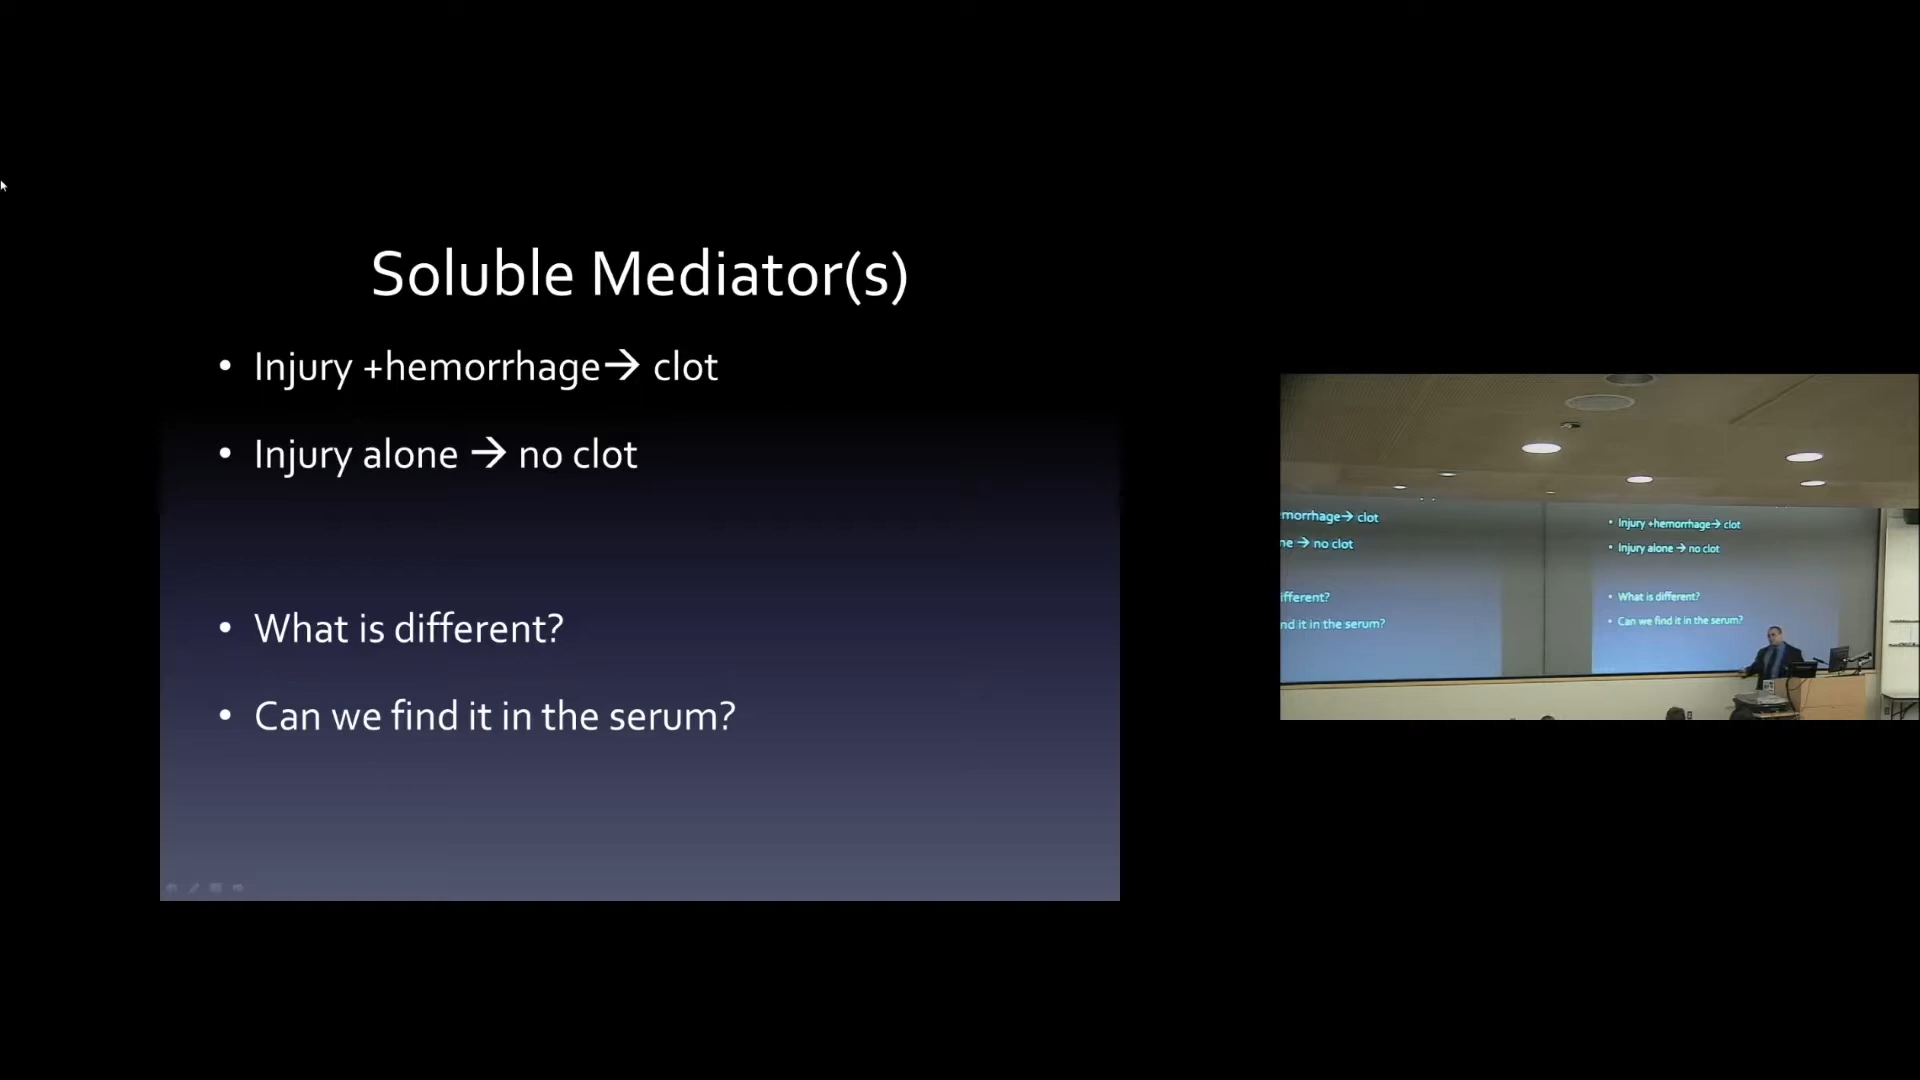 Soluble Mediator(s)
• Injury +hemorrhage→ clot
• Injury alone → no clot
• What is different?
• Can we find it in the serum?
morrhage→ clot
ne → no clot
ifferent?
nd it in the serum?
• Injury +hemorrhage→ clot
• Injury alone → no clot
• What is different?
• Can we find it in the serum?